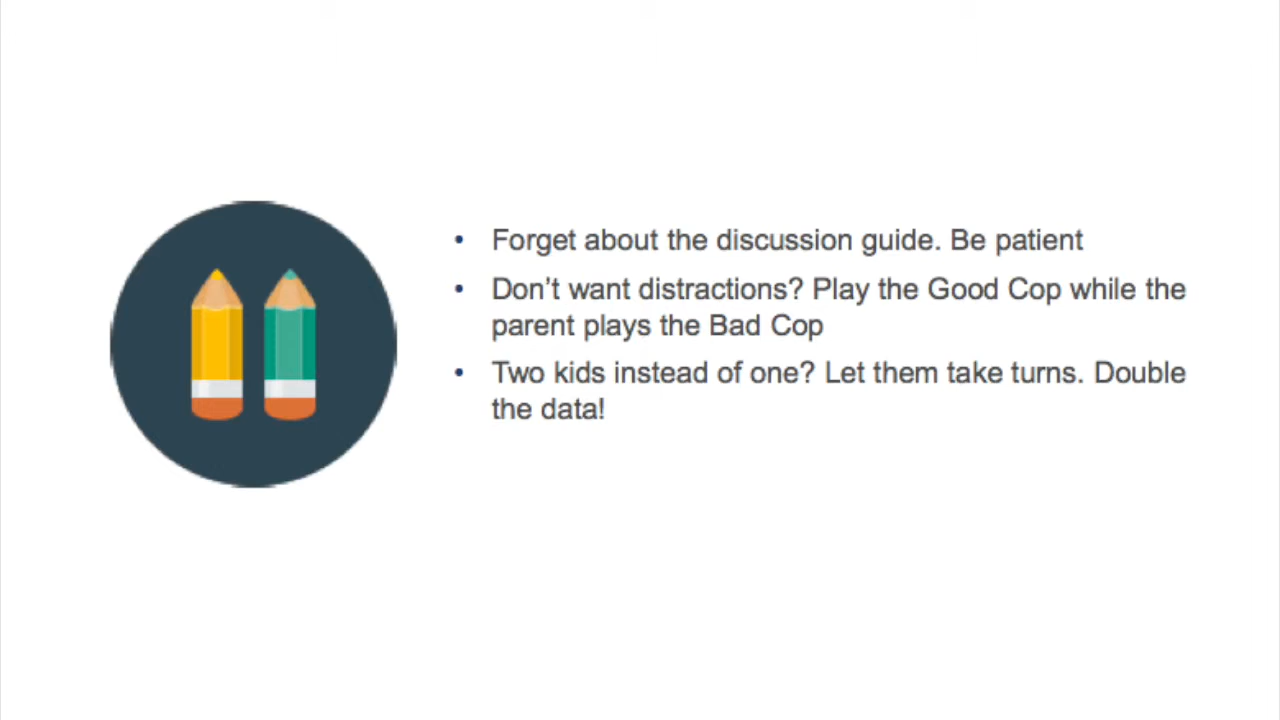 • Forget about the discussion guide. Be patient
• Don’t want distractions? Play the Good Cop while the
parent plays the Bad Cop
• Two kids instead of one? Let them take turns. Double
the data!